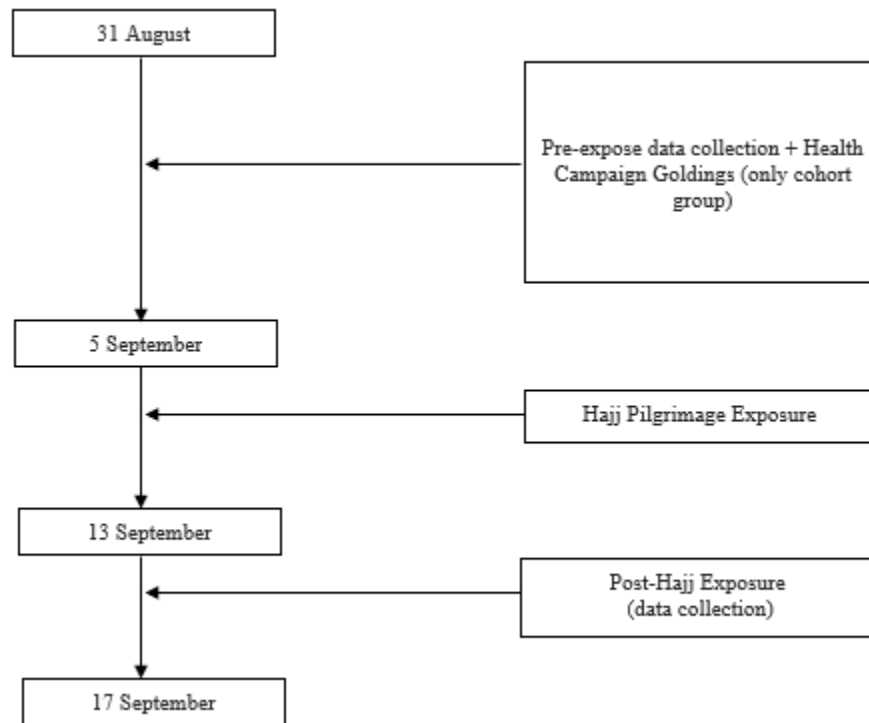 31 August
Pre-expose data collection + Health
Campaign Goldings (only cohort
group)
5 September
Hajj Pilgrimage Exposure
13 September
Post-Hajj Exposure
(data collection)
17 September